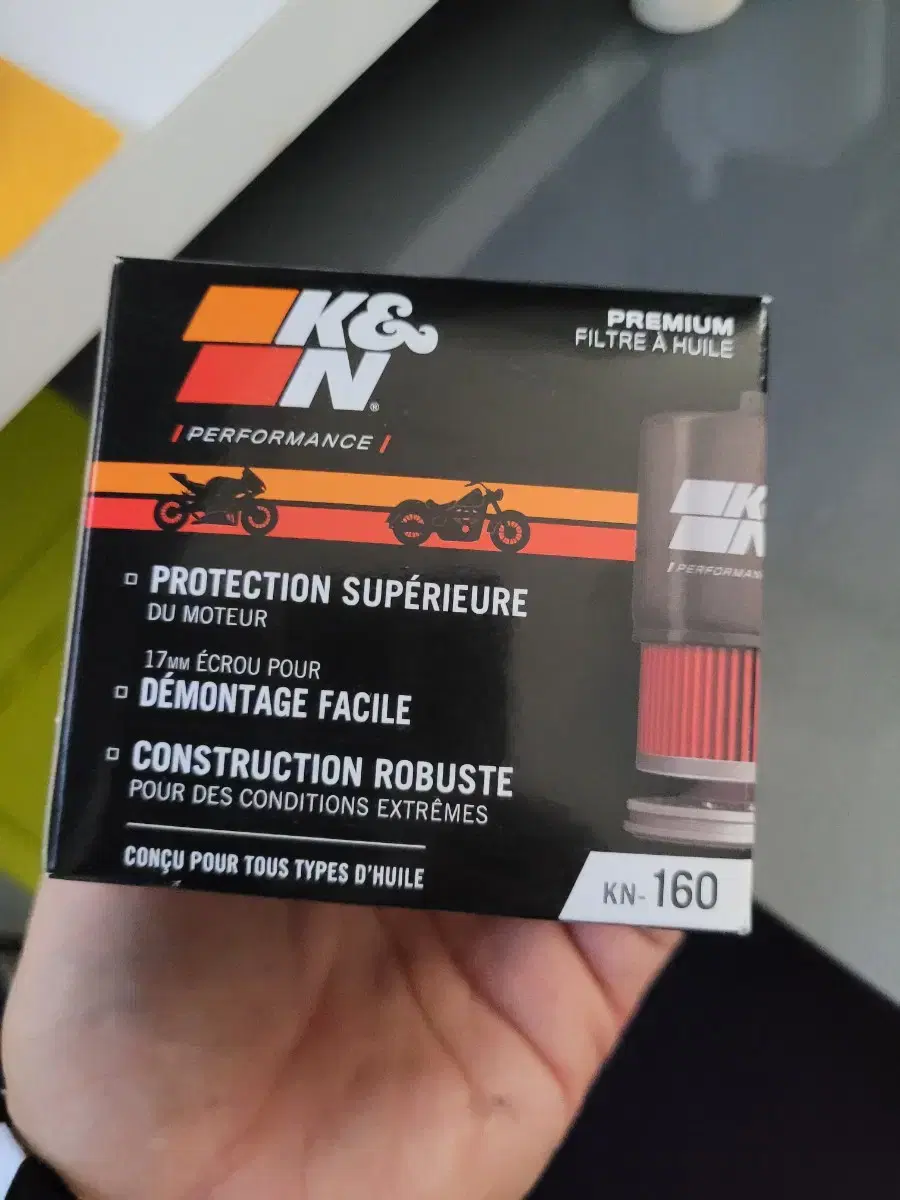 K&N®
PERFORMANCE
PREMIUM
FILTRE À HUILE
PROTECTION SUPÉRIEURE
DU MOTEUR
17MM ÉCROU POUR
DÉMONTAGE FACILE
CONSTRUCTION ROBUSTE
POUR DES CONDITIONS EXTRÊMES
CONÇU POUR TOUS TYPES D'HUILE
KN-160